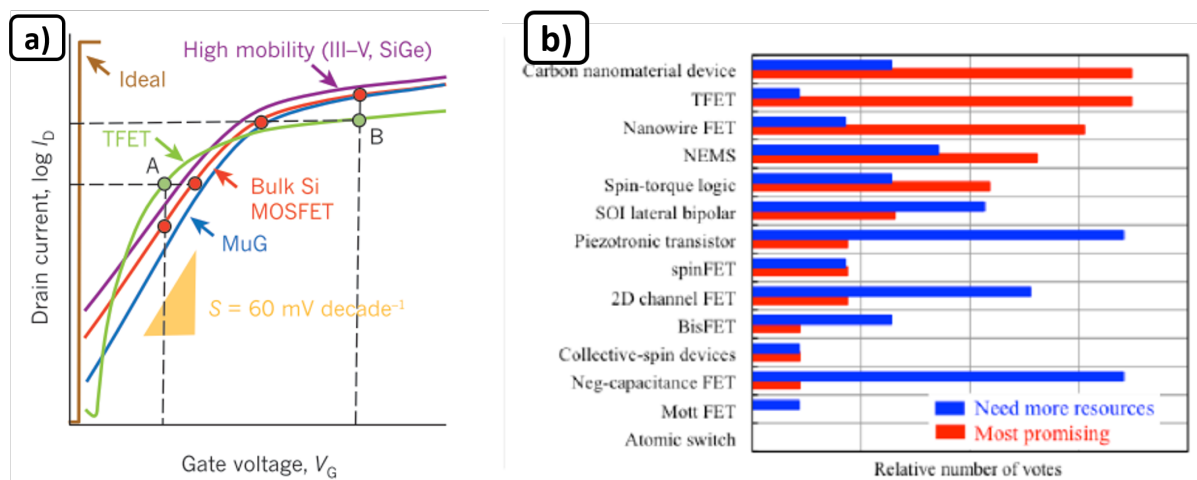 a)
High mobility (III–V, SiGe)
Ideal
TFET
A
B
Bulk Si
MOSFET
MuG
S = 60 mV decade⁻¹
Drain current, log I_D
Gate voltage, V_G
b)
Carbon nanomaterial device
TFET
Nanowire FET
NEMS
Spin-torque logic
SOI lateral bipolar
Piezotronic transistor
spinFET
2D channel FET
BisFET
Collective-spin devices
Neg-capacitance FET
Mott FET
Atomic switch
Need more resources
Most promising
Relative number of votes